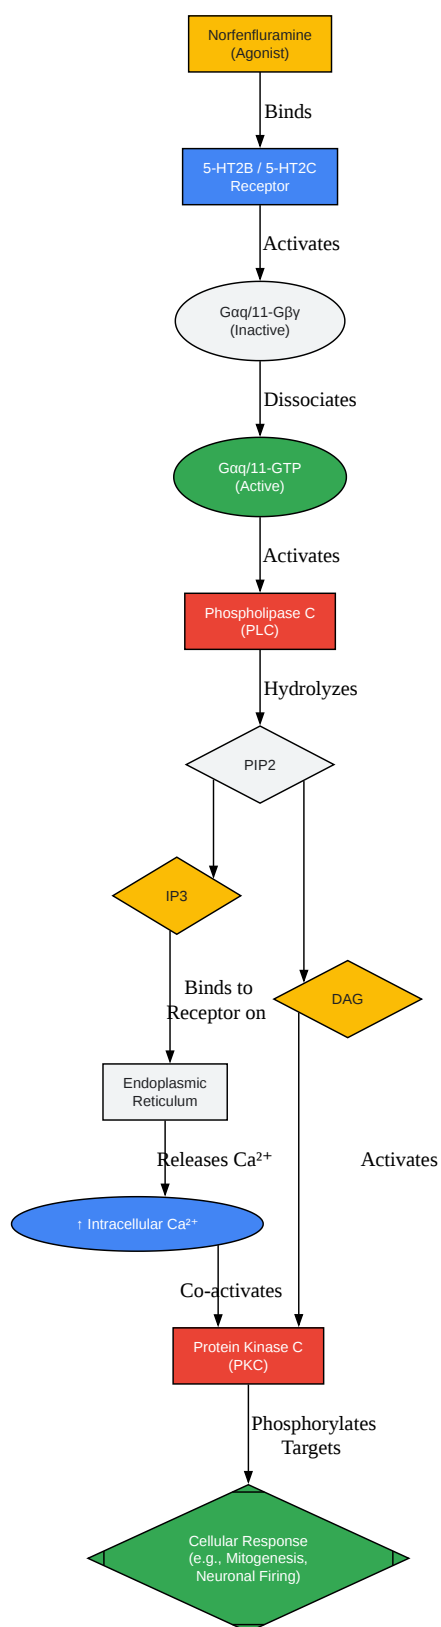 Norfenfluramine
(Agonist)
Binds
5-HT2B / 5-HT2C
Receptor
Activates
Gαq/11-Gβγ
(Inactive)
Dissociates
Gαq/11-GTP
(Active)
Activates
Phospholipase C
(PLC)
Hydrolyzes
PIP2
IP3
Binds to
Receptor on
DAG
Endoplasmic
Reticulum
Releases Ca²⁺
Activates
↑ Intracellular Ca²⁺
Co-activates
Protein Kinase C
(PKC)
Phosphorylates
Targets
Cellular Response
(e.g., Mitogenesis,
Neuronal Firing)